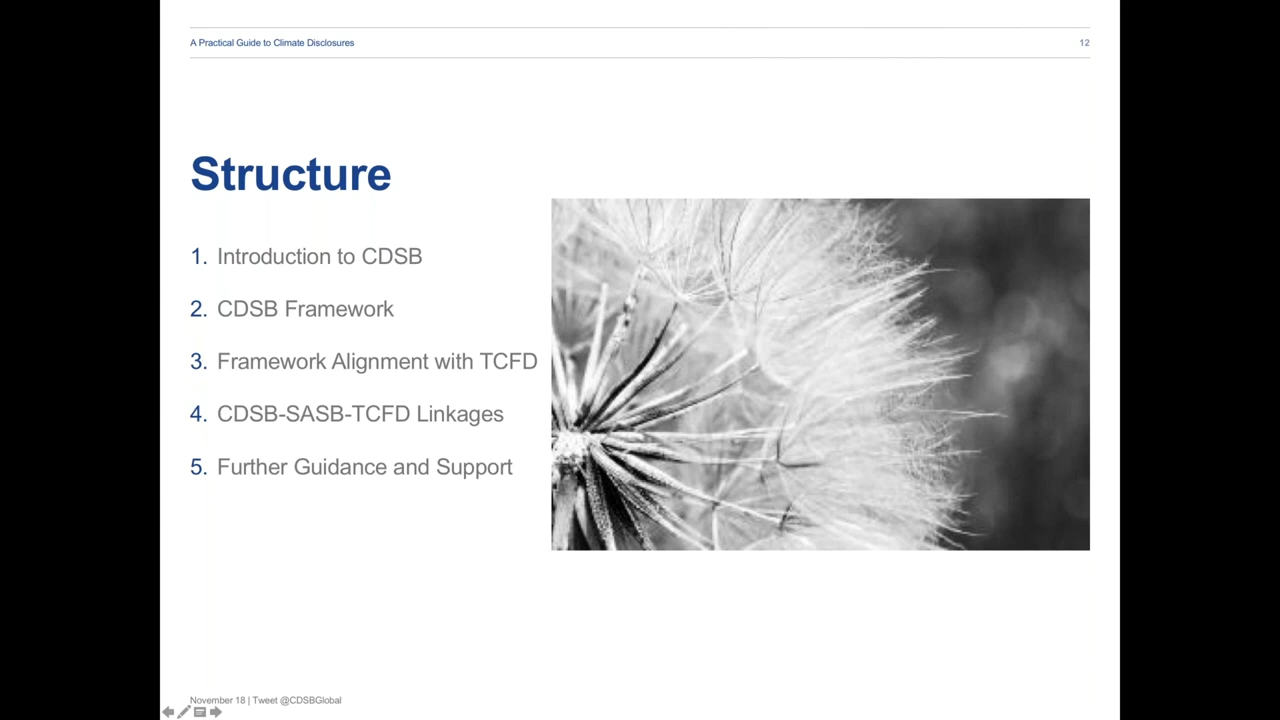 A Practical Guide to Climate Disclosures 12
Structure
1. Introduction to CDSB
2. CDSB Framework
3. Framework Alignment with TCFD
4. CDSB-SASB-TCFD Linkages
5. Further Guidance and Support
November 18 | Tweet @CDSBGlobal